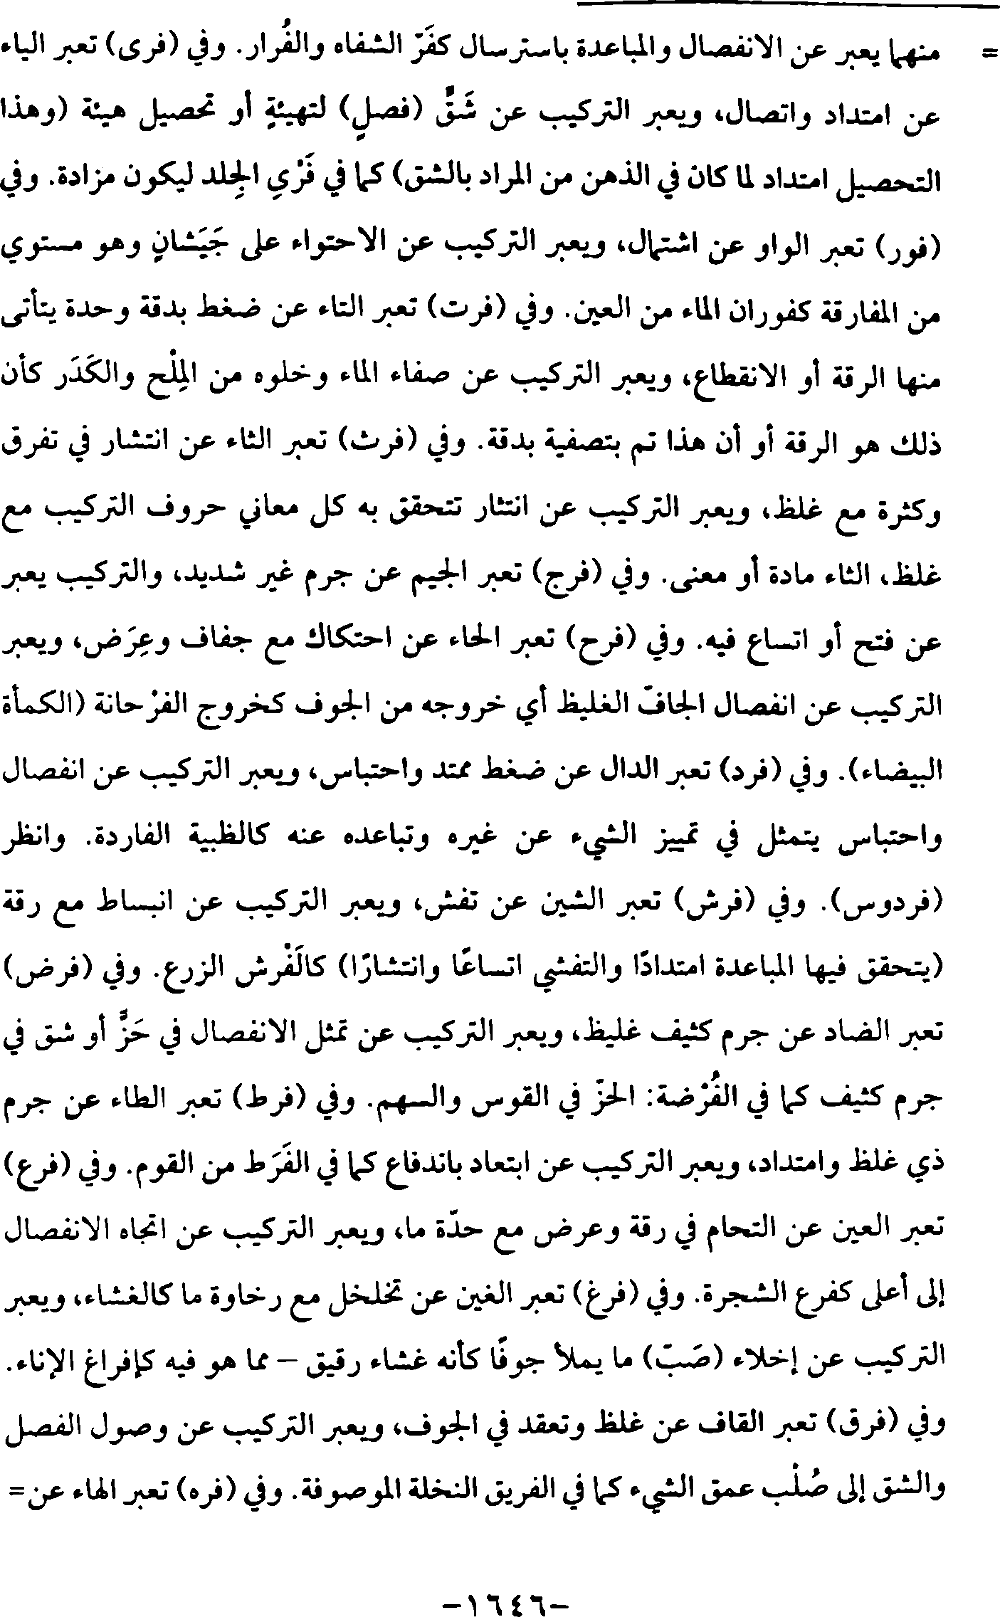 = منهما يعبر عن الانفصال والمباعدة باسترسال كفَرّ الشفاه والفُرار. وفي (فرى) تعبر الياء
عن امتداد واتصال، ويعبر التركيب عن شَقٍّ (فصلٍ) لتهيئةٍ أو تحصيل هيئة (وهذا
التحصيل امتداد لما كان في الذهن من المراد بالشق) كما في فَرْيِ الجِلد ليكون مزادة. وفي
(فور) تعبر الواو عن اشتمال، ويعبر التركيب عن الاحتواء على جَيَشانٍ وهو مستوي
من المفارقة كفوران الماء من العين. وفي (فرت) تعبر التاء عن ضغط بدقة وحدة يتأتى
منها الرقة أو الانقطاع، ويعبر التركيب عن صفاء الماء وخلوه من المِلْح والكَدَر كأن
ذلك هو الرقة أو أن هذا تم بتصفية بدقة. وفي (فرث) تعبر الثاء عن انتشار في تفرق
وكثرة مع غلظ، ويعبر التركيب عن انتثار تتحقق به كل معاني حروف التركيب مع
غلظ، الثاء مادة أو معنى. وفي (فرج) تعبر الجيم عن جرم غير شديد، والتركيب يعبر
عن فتح أو اتساع فيه. وفي (فرح) تعبر الحاء عن احتكاك مع جفاف وعِرَض، ويعبر
التركيب عن انفصال الجافّ الغليظ أي خروجه من الجوف كخروج الفرْحانة (الكمأة
البيضاء). وفي (فرد) تعبر الدال عن ضغط ممتد واحتباس، ويعبر التركيب عن انفصال
واحتباس يتمثل في تمييز الشيء عن غيره وتباعده عنه كالظبية الفاردة. وانظر
(فردوس). وفي (فرش) تعبر الشين عن تفش، ويعبر التركيب عن انبساط مع رقة
(يتحقق فيها المباعدة امتدادًا والتفشي اتساعًا وانتشارًا) كالَفْرش الزرع. وفي (فرض)
تعبر الضاد عن جرم كثيف غليظ، ويعبر التركيب عن تمثل الانفصال في حَزٍّ أو شق في
جرم كثيف كما في الفُرْضة: الحزّ في القوس والسهم. وفي (فرط) تعبر الطاء عن جرم
ذي غلظ وامتداد، ويعبر التركيب عن ابتعاد باندفاع كما في الفَرَط من القوم. وفي (فرع)
تعبر العين عن التحام في رقة وعرض مع حدّة ما، ويعبر التركيب عن اتجاه الانفصال
إلى أعلى كفرع الشجرة. وفي (فرغ) تعبر الغين عن تخلخل مع رخاوة ما كالغشاء، ويعبر
التركيب عن إخلاء (صَبّ) ما يملأ جوفًا كأنه غشاء رقيق – مما هو فيه كإفراغ الإناء.
وفي (فرق) تعبر القاف عن غلظ وتعقد في الجوف، ويعبر التركيب عن وصول الفصل
والشق إلى صُلْب عمق الشيء كما في الفريق النخلة الموصوفة. وفي (فره) تعبر الهاء عن=
-١٦٤٦-